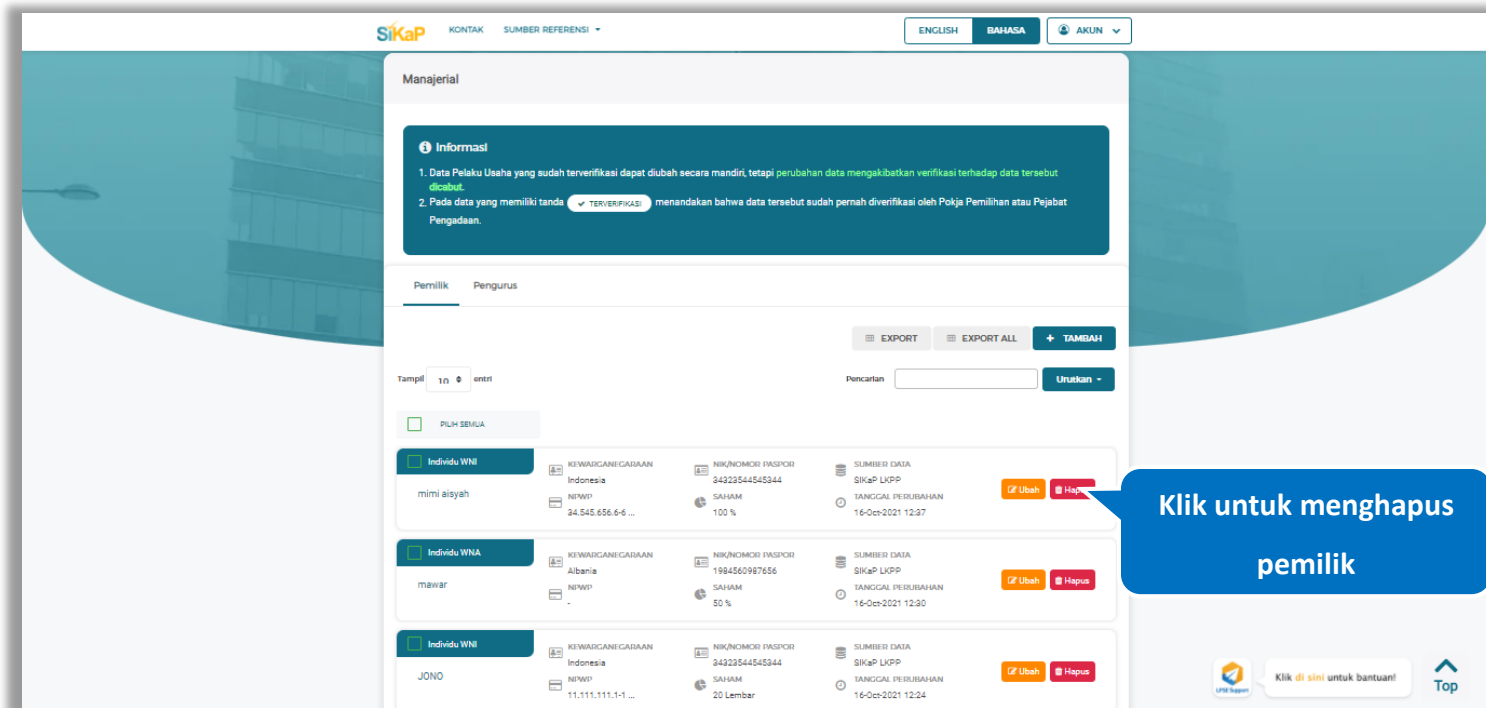 SiKaP KONTAK SUMBER REFERENSI ENGLISH BAHASA AKUN
Manajerial
Informasi
1. Data Pelaku Usaha yang sudah terverifikasi dapat diubah secara mandiri, tetapi perubahan data mengakibatkan verifikasi terhadap data tersebut
dicabut.
2. Pada data yang memiliki tanda TERVERIFIKASI menandakan bahwa data tersebut sudah pernah diverifikasi oleh Pokja Pemilihan atau Pejabat
Pengadaan.
Pemilik Pengurus
EXPORT EXPORT ALL + TAMBAH
Tampil 10 entri Pencarian Urutkan
PILIH SEMUA
Individu WNI
mimi aisyah
KEWARGANEGARAAN
Indonesia
NPWP
34.545.656.6-6 ...
NIK/NOMOR PASPOR
34323544545344
SAHAM
100 %
SUMBER DATA
SIKaP LKPP
TANGGAL PERUBAHAN
16-Oct-2021 12:37
Ubah
Klik untuk menghapus
pemilik
Individu WNA
mawar
KEWARGANEGARAAN
Albania
NPWP
-
NIK/NOMOR PASPOR
1984560987656
SAHAM
50 %
SUMBER DATA
SIKaP LKPP
TANGGAL PERUBAHAN
16-Oct-2021 12:30
Ubah Hapus
Individu WNI
JONO
KEWARGANEGARAAN
Indonesia
NPWP
11.111.111.1-1 ...
NIK/NOMOR PASPOR
34323544545344
SAHAM
20 Lembar
SUMBER DATA
SIKaP LKPP
TANGGAL PERUBAHAN
16-Oct-2021 12:24
Ubah Hapus
LPSE Support
Klik di sini untuk bantuan!
Top